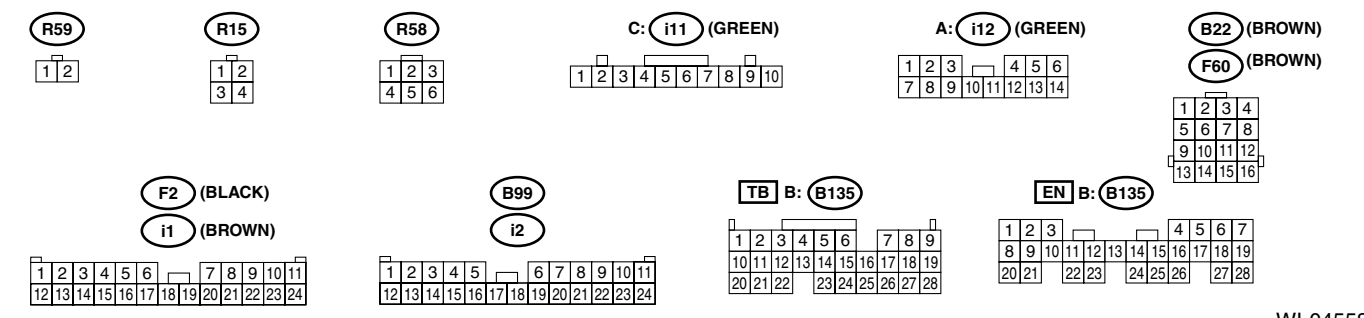 R59
1 2
R15
1 2
3 4
R58
1 2 3
4 5 6
C: i11 (GREEN)
1 2 3 4 5 6 7 8 9 10
A: i12 (GREEN)
1 2 3 4 5 6
7 8 9 10 11 12 13 14
B22 (BROWN)
F60 (BROWN)
1 2 3 4
5 6 7 8
9 10 11 12
13 14 15 16
F2 (BLACK)
i1 (BROWN)
1 2 3 4 5 6 7 8 9 10 11
12 13 14 15 16 17 18 19 20 21 22 23 24
B99
i2
1 2 3 4 5 6 7 8 9 10 11
12 13 14 15 16 17 18 19 20 21 22 23 24
TB B: B135
1 2 3 4 5 6 7 8 9
10 11 12 13 14 15 16 17 18 19
20 21 22 23 24 25 26 27 28
EN B: B135
1 2 3 4 5 6 7
8 9 10 11 12 13 14 15 16 17 18 19
20 21 22 23 24 25 26 27 28